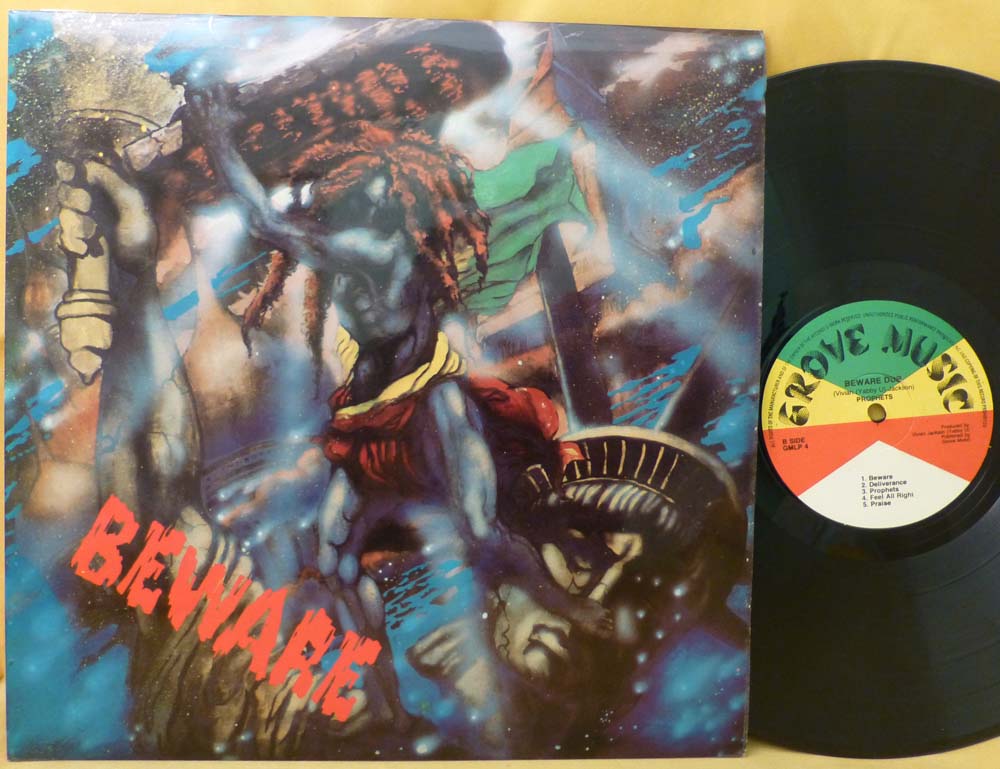 BEWARE
GROVE MUSIC
BEWARE DUB
(Vivian (Yabby U) Jackson)
PROPHETS
B SIDE
GMLP 4
Produced by
Vivian Jackson (Yabby U)
Published by
Grove Music
1. Beware
2. Deliverance
3. Prophets
4. Feel All Right
5. Praise